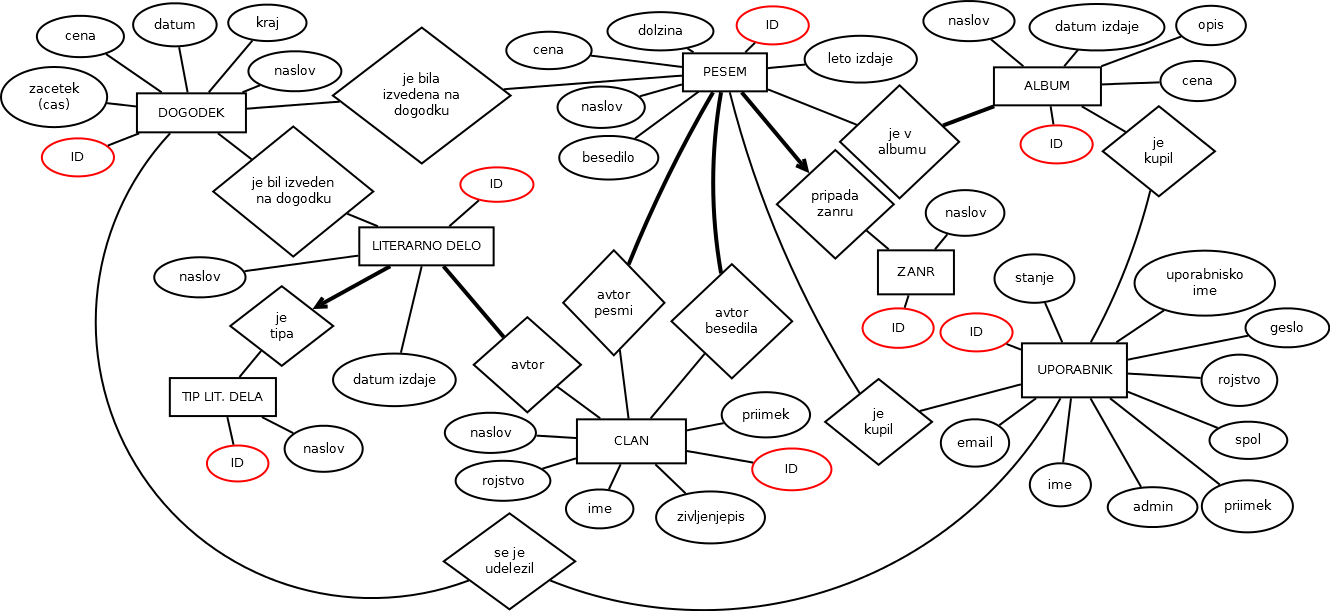 cena
datum
kraj
naslov
zacetek
(cas)
DOGODEK
ID
je bila
izvedena na
dogodku
cena
dolzina
ID
PESEM
leto izdaje
naslov
besedilo
naslov
datum izdaje
opis
ALBUM
cena
ID
je v
albumu
je
kupil
je bil izveden
na dogodku
ID
LITERARNO DELO
naslov
je
tipa
datum izdaje
avtor
TIP LIT. DELA
ID
naslov
pripada
zanru
naslov
ZANR
ID
avtor
pesmi
avtor
besedila
stanje
uporabnisko
ime
ID
geslo
UPORABNIK
rojstvo
spol
email
ime
admin
priimek
je
kupil
naslov
CLAN
priimek
rojstvo
ID
ime
zivljenjepis
se je
udelezil